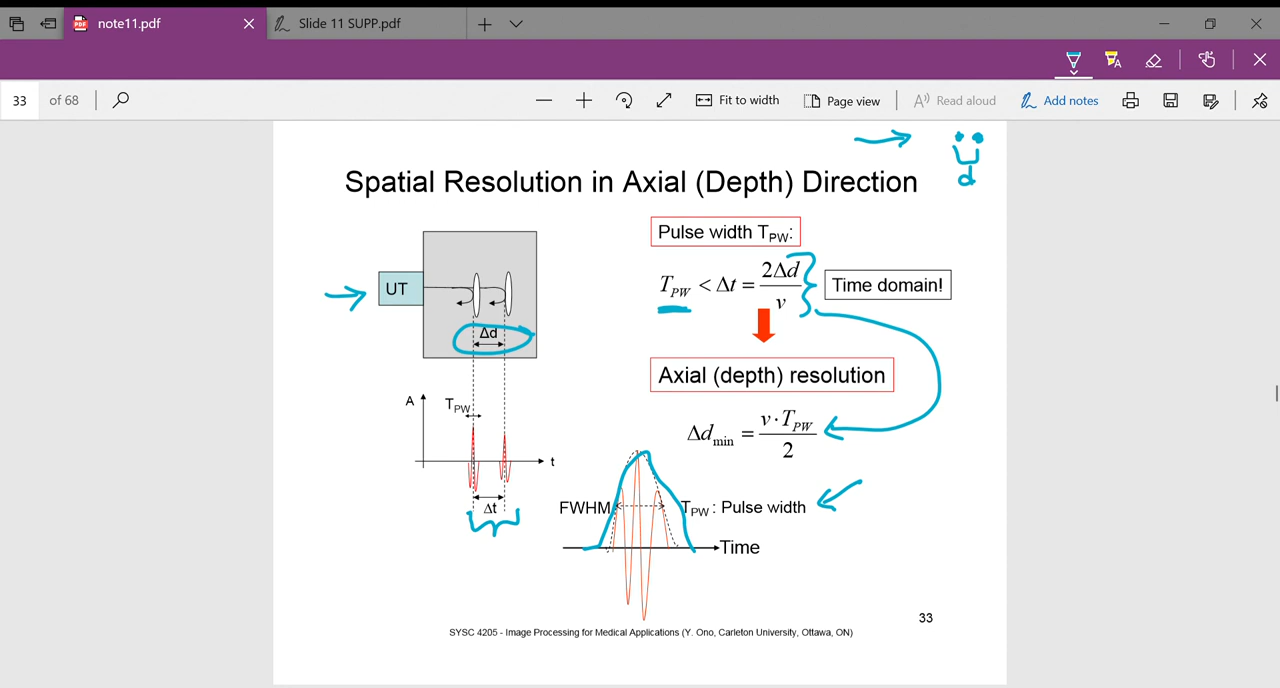 note11.pdf
Slide 11 SUPP.pdf
33 of 68
Fit to width
Page view
Read aloud
Add notes
d
Spatial Resolution in Axial (Depth) Direction
Pulse width T_PW:
UT
T_PW < Δt = 2Δd / v
Time domain!
Δd
Axial (depth) resolution
A
T_PW
Δd_min = v · T_PW / 2
t
Δt
FWHM
T_PW : Pulse width
Time
33
SYSC 4205 - Image Processing for Medical Applications (Y. Ono, Carleton University, Ottawa, ON)